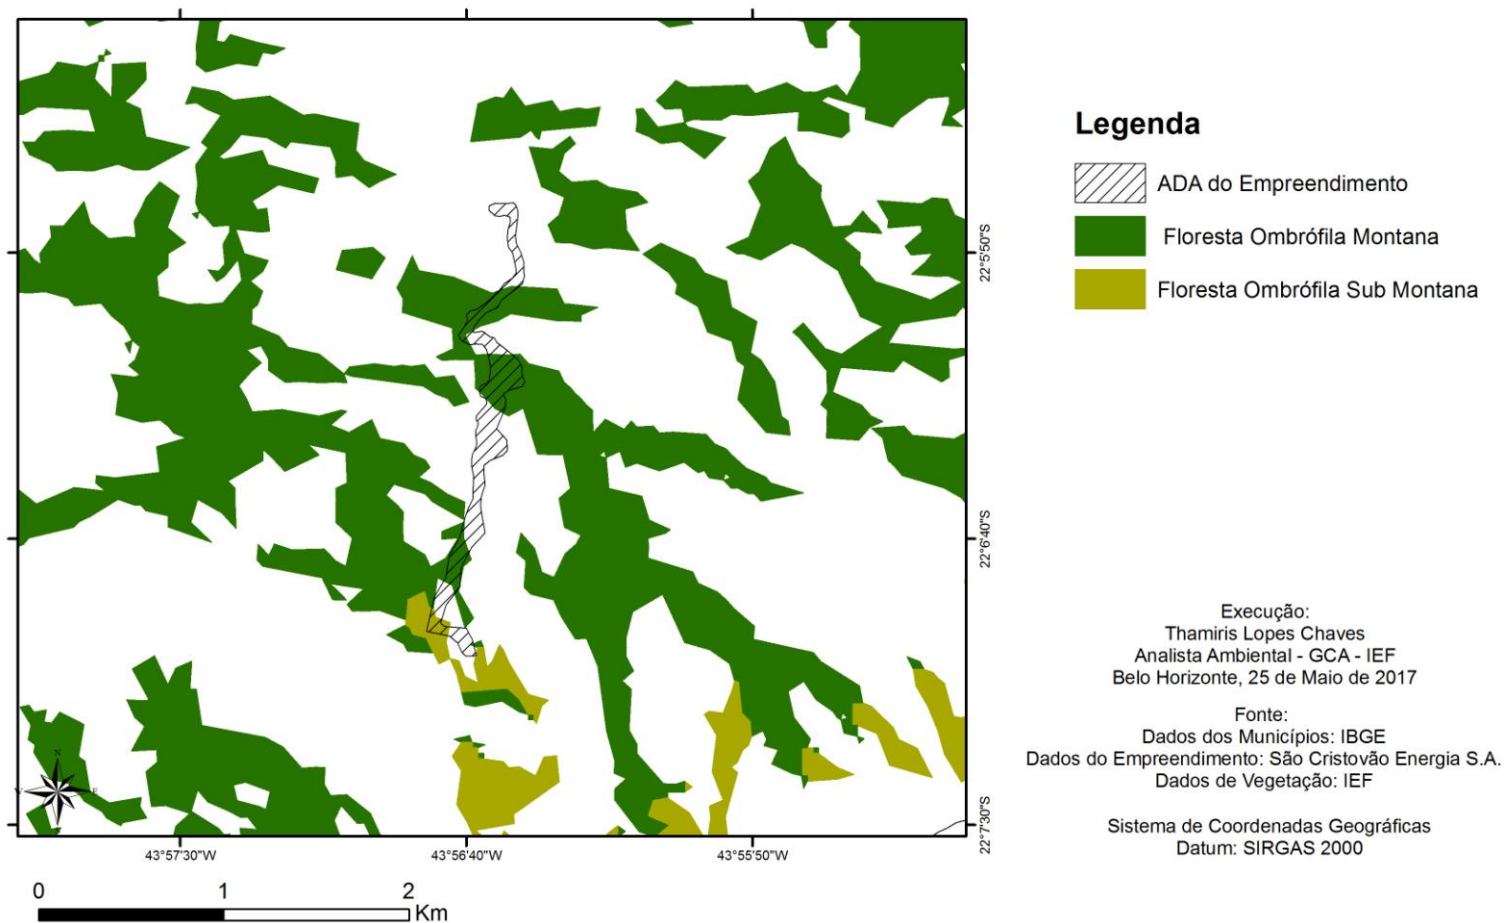 Legenda
ADA do Empreendimento
Floresta Ombrófila Montana
Floresta Ombrófila Sub Montana
22°5'50"S
22°6'40"S
22°7'30"S
N
E
43°57'30"W
43°56'40"W
43°55'50"W
0 1 2
Km
Execução:
Thamiris Lopes Chaves
Analista Ambiental - GCA - IEF
Belo Horizonte, 25 de Maio de 2017
Fonte:
Dados dos Municípios: IBGE
Dados do Empreendimento: São Cristovão Energia S.A.
Dados de Vegetação: IEF
Sistema de Coordenadas Geográficas
Datum: SIRGAS 2000